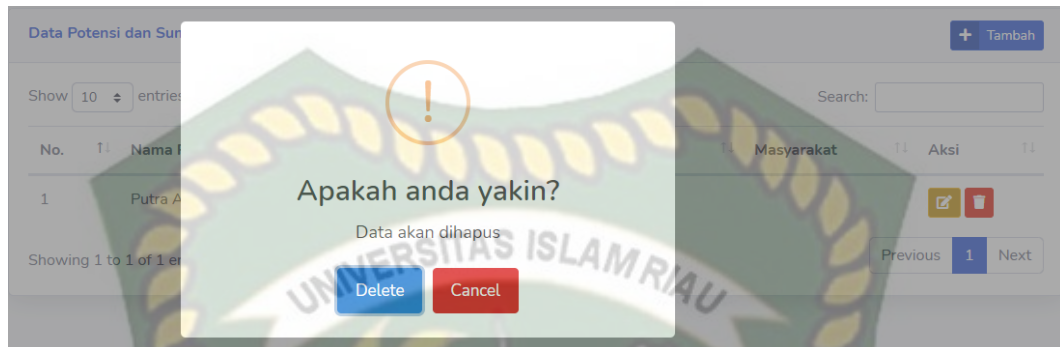 Data Potensi dan Sum
+ Tambah
Show 10 entries
Search:
No. Nama Masyarakat Aksi
Apakah anda yakin?
1 Putra A
Data akan dihapus
UNIVERSITAS ISLAM RIAU
Showing 1 to 1 of 1 en
Previous 1 Next
Delete Cancel